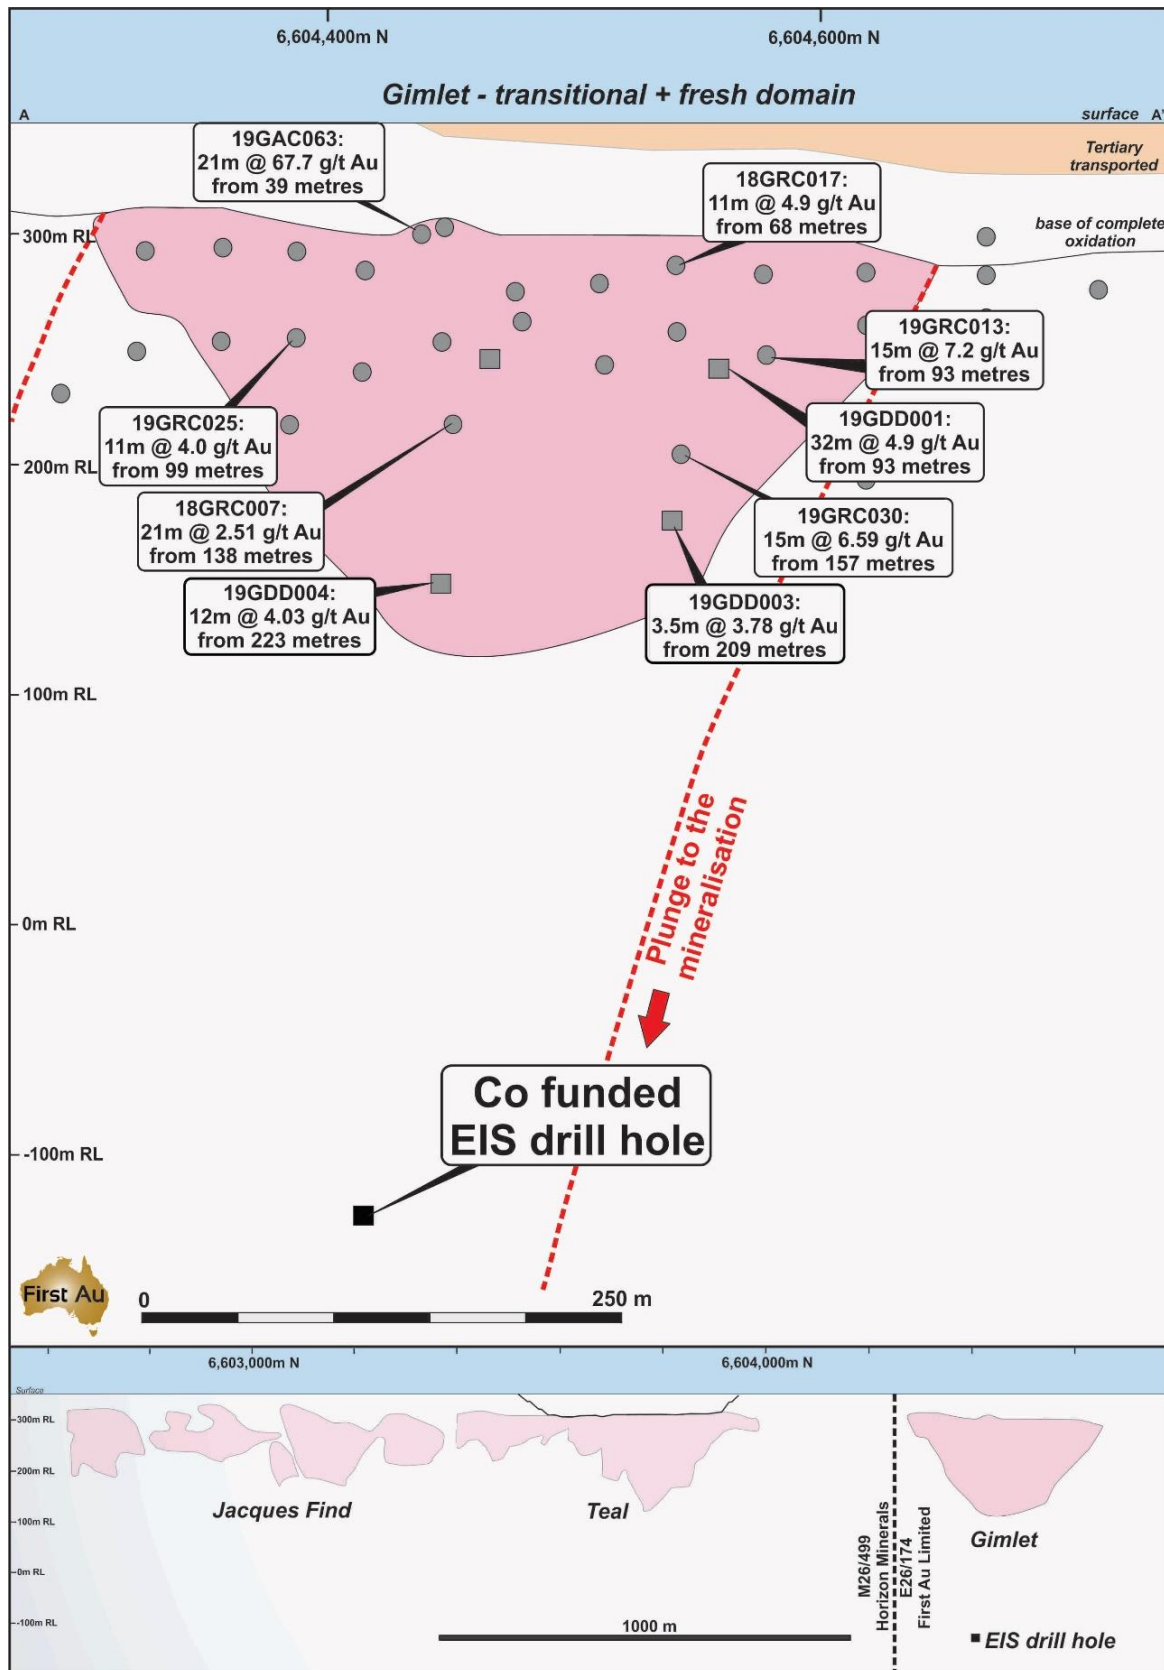 6,604,400m N
6,604,600m N
Gimlet - transitional + fresh domain
A
surface
A'
Tertiary
transported
19GAC063:
21m @ 67.7 g/t Au
from 39 metres
18GRC017:
11m @ 4.9 g/t Au
from 68 metres
base of complete
oxidation
300m RL
19GRC013:
15m @ 7.2 g/t Au
from 93 metres
19GRC025:
11m @ 4.0 g/t Au
from 99 metres
19GDD001:
32m @ 4.9 g/t Au
from 93 metres
200m RL
18GRC007:
21m @ 2.51 g/t Au
from 138 metres
19GRC030:
15m @ 6.59 g/t Au
from 157 metres
19GDD004:
12m @ 4.03 g/t Au
from 223 metres
19GDD003:
3.5m @ 3.78 g/t Au
from 209 metres
100m RL
Plunge to the
mineralisation
0m RL
Co funded
EIS drill hole
-100m RL
First Au
0
250 m
6,603,000m N
6,604,000m N
Surface
300m RL
200m RL
100m RL
0m RL
-100m RL
Jacques Find
Teal
Gimlet
M26/499
Horizon Minerals
E26/174
First Au Limited
1000 m
EIS drill hole